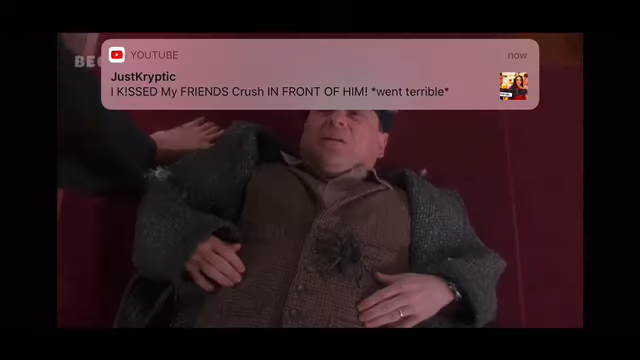 YOUTUBE now
JustKryptic
I K!SSED My FRIENDS Crush IN FRONT OF HIM! *went terrible*